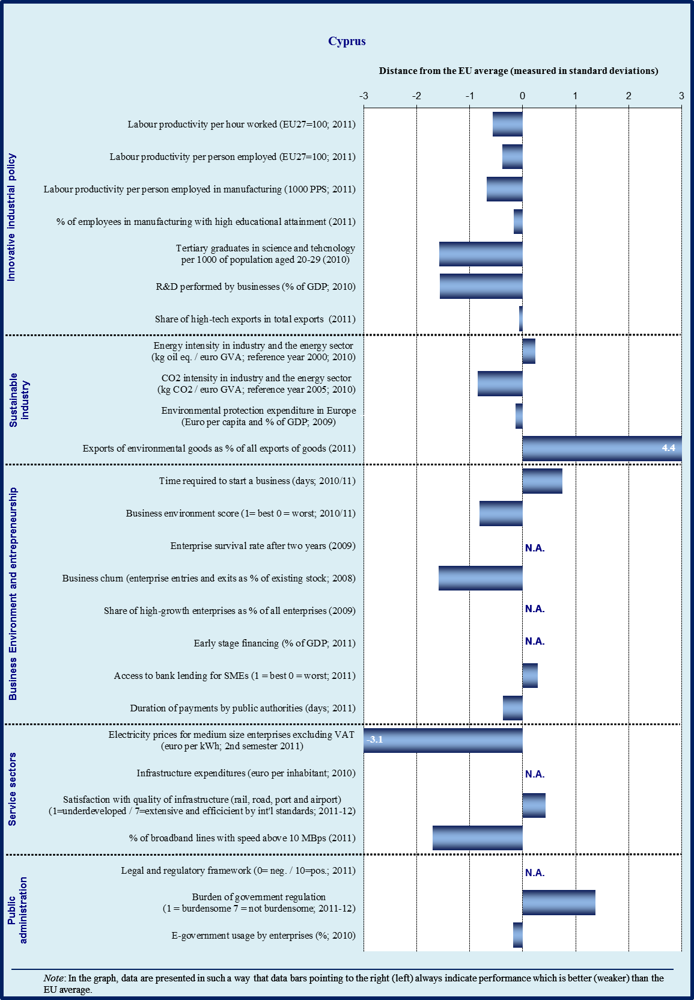 Cyprus
Distance from the EU average (measured in standard deviations)
-3 -2 -1 0 1 2 3
Innovative industrial policy
Labour productivity per hour worked (EU27=100; 2011)
Labour productivity per person employed (EU27=100; 2011)
Labour productivity per person employed in manufacturing (1000 PPS; 2011)
% of employees in manufacturing with high educational attainment (2011)
Tertiary graduates in science and tehcnology
per 1000 of population aged 20-29 (2010)
R&D performed by businesses (% of GDP; 2010)
Share of high-tech exports in total exports (2011)
Sustainable
industry
Energy intensity in industry and the energy sector
(kg oil eq. / euro GVA; reference year 2000; 2010)
CO2 intensity in industry and the energy sector
(kg CO2 / euro GVA; reference year 2005; 2010)
Environmental protection expenditure in Europe
(Euro per capita and % of GDP; 2009)
Exports of environmental goods as % of all exports of goods (2011)
4.4
Business Environment and entrepreneurship
Time required to start a business (days; 2010/11)
Business environment score (1= best 0 = worst; 2010/11)
Enterprise survival rate after two years (2009)
N.A.
Business churn (enterprise entries and exits as % of existing stock; 2008)
Share of high-growth enterprises as % of all enterprises (2009)
N.A.
Early stage financing (% of GDP; 2011)
N.A.
Access to bank lending for SMEs (1 = best 0 = worst; 2011)
Duration of payments by public authorities (days; 2011)
Service sectors
Electricity prices for medium size enterprises excluding VAT
(euro per kWh; 2nd semester 2011)
-3.1
Infrastructure expenditures (euro per inhabitant; 2010)
N.A.
Satisfaction with quality of infrastructure (rail, road, port and airport)
(1=underdeveloped / 7=extensive and efficicient by int'l standards; 2011-12)
% of broadband lines with speed above 10 MBps (2011)
Public
administration
Legal and regulatory framework (0= neg. / 10=pos.; 2011)
N.A.
Burden of government regulation
(1 = burdensome 7 = not burdensome; 2011-12)
E-government usage by enterprises (%; 2010)
Note: In the graph, data are presented in such a way that data bars pointing to the right (left) always indicate performance which is better (weaker) than the
EU average.